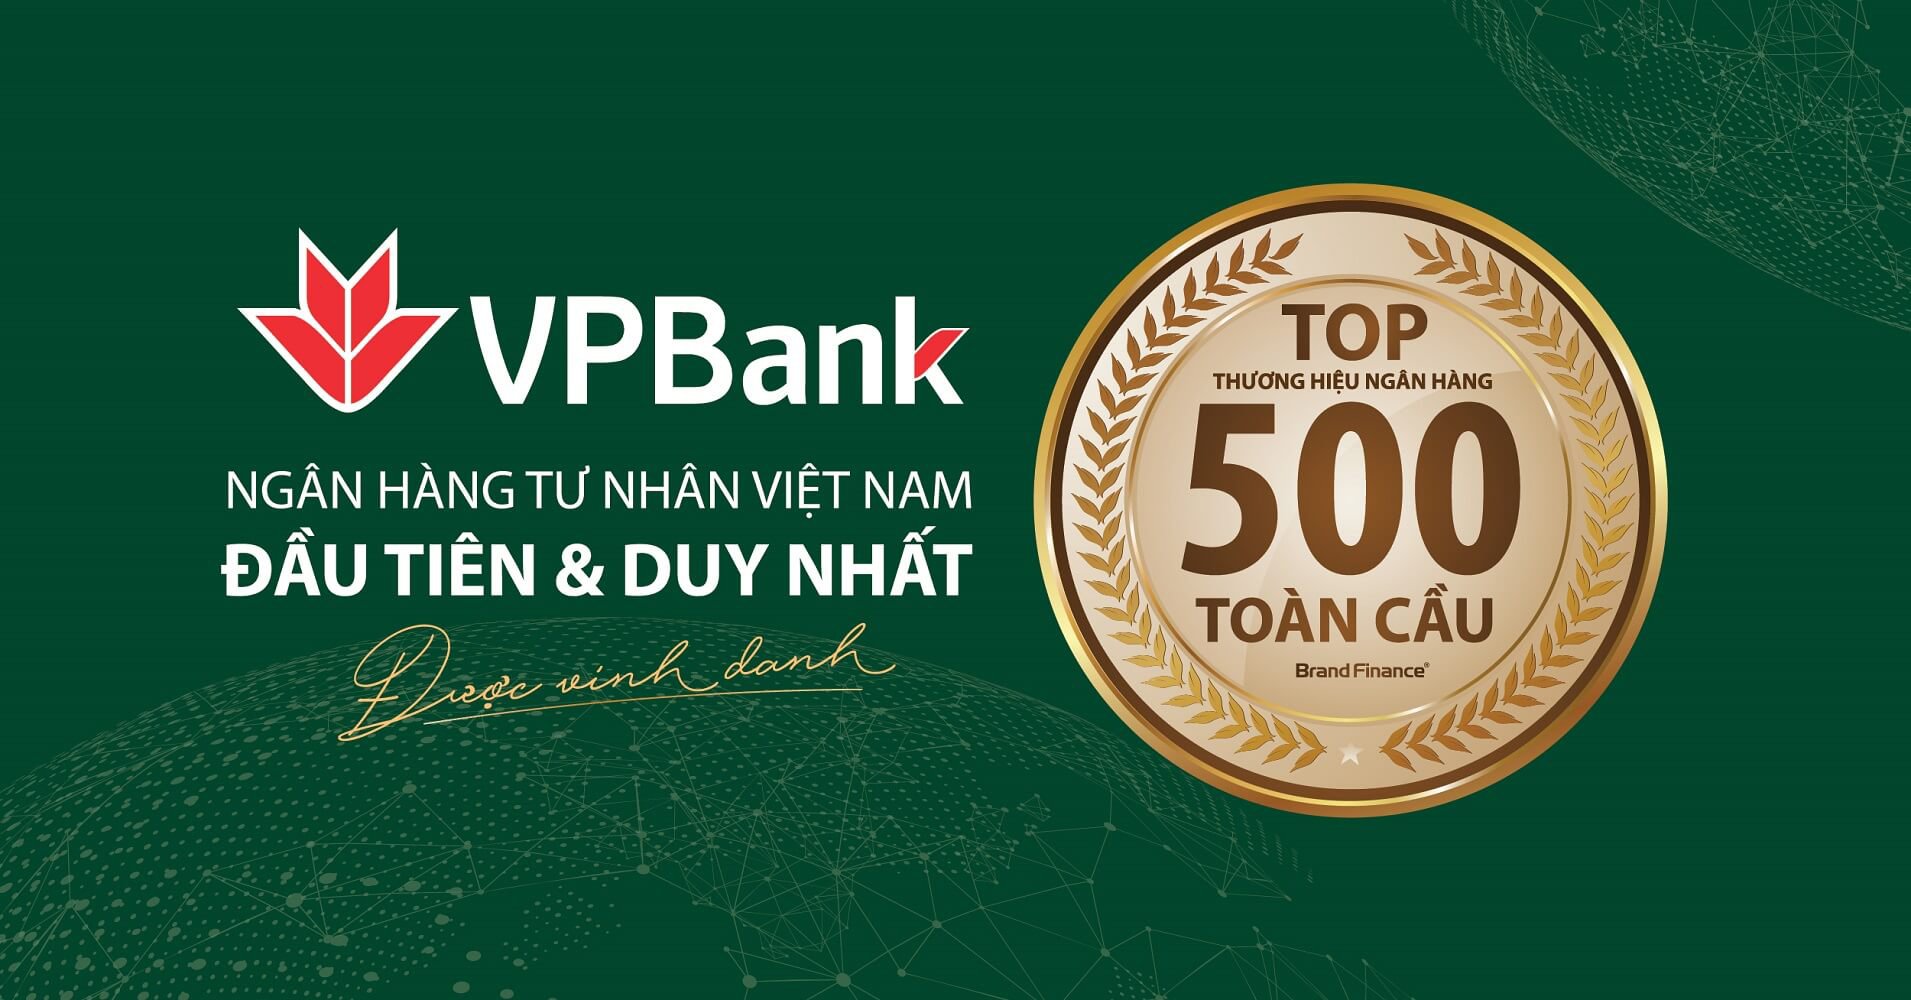 VPBank
NGÂN HÀNG TƯ NHÂN VIỆT NAM
ĐẦU TIÊN & DUY NHẤT
Được vinh danh
TOP
THƯƠNG HIỆU NGÂN HÀNG
500
TOÀN CẦU
Brand Finance®